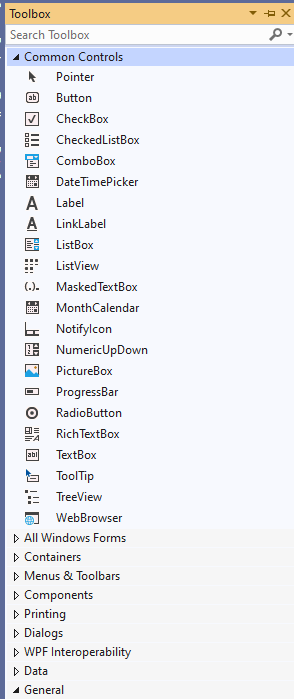 Toolbox
Search Toolbox
Common Controls
Pointer
Button
CheckBox
CheckedListBox
ComboBox
DateTimePicker
Label
LinkLabel
ListBox
ListView
MaskedTextBox
MonthCalendar
NotifyIcon
NumericUpDown
PictureBox
ProgressBar
RadioButton
RichTextBox
TextBox
ToolTip
TreeView
WebBrowser
All Windows Forms
Containers
Menus & Toolbars
Components
Printing
Dialogs
WPF Interoperability
Data
General